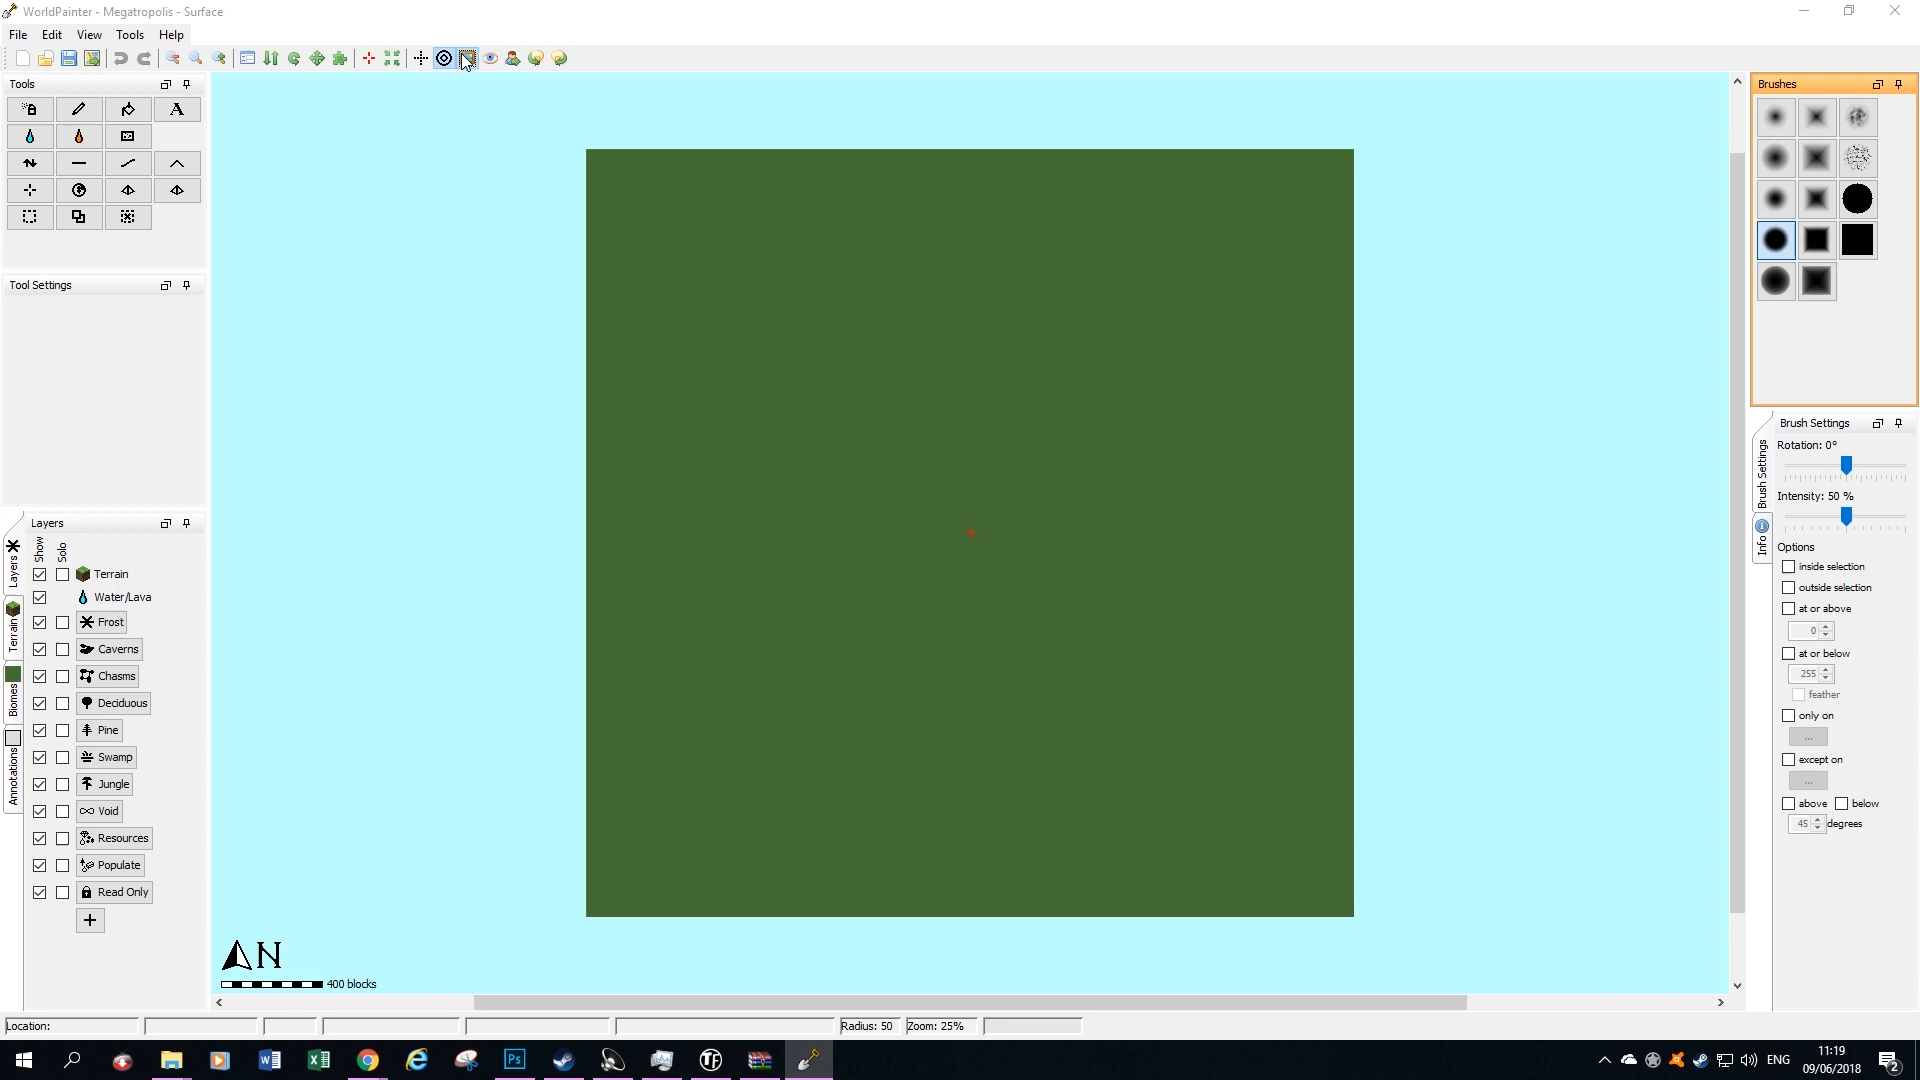 WorldPainter - Megatropolis - Surface
File Edit View Tools Help
Tools
A
Tool Settings
Layers
Show
Solo
Layers
Terrain
Biomes
Annotations
Terrain
Water/Lava
Frost
Caverns
Chasms
Deciduous
Pine
Swamp
Jungle
Void
Resources
Populate
Read Only
+
N
400 blocks
Brushes
Brush Settings
Info
Brush Settings
Rotation: 0°
Intensity: 50 %
Options
inside selection
outside selection
at or above
0
at or below
255
feather
only on
...
except on
...
above below
45 degrees
Location:
Radius: 50
Zoom: 25%
Ps
TF
ENG
11:19
09/06/2018
2